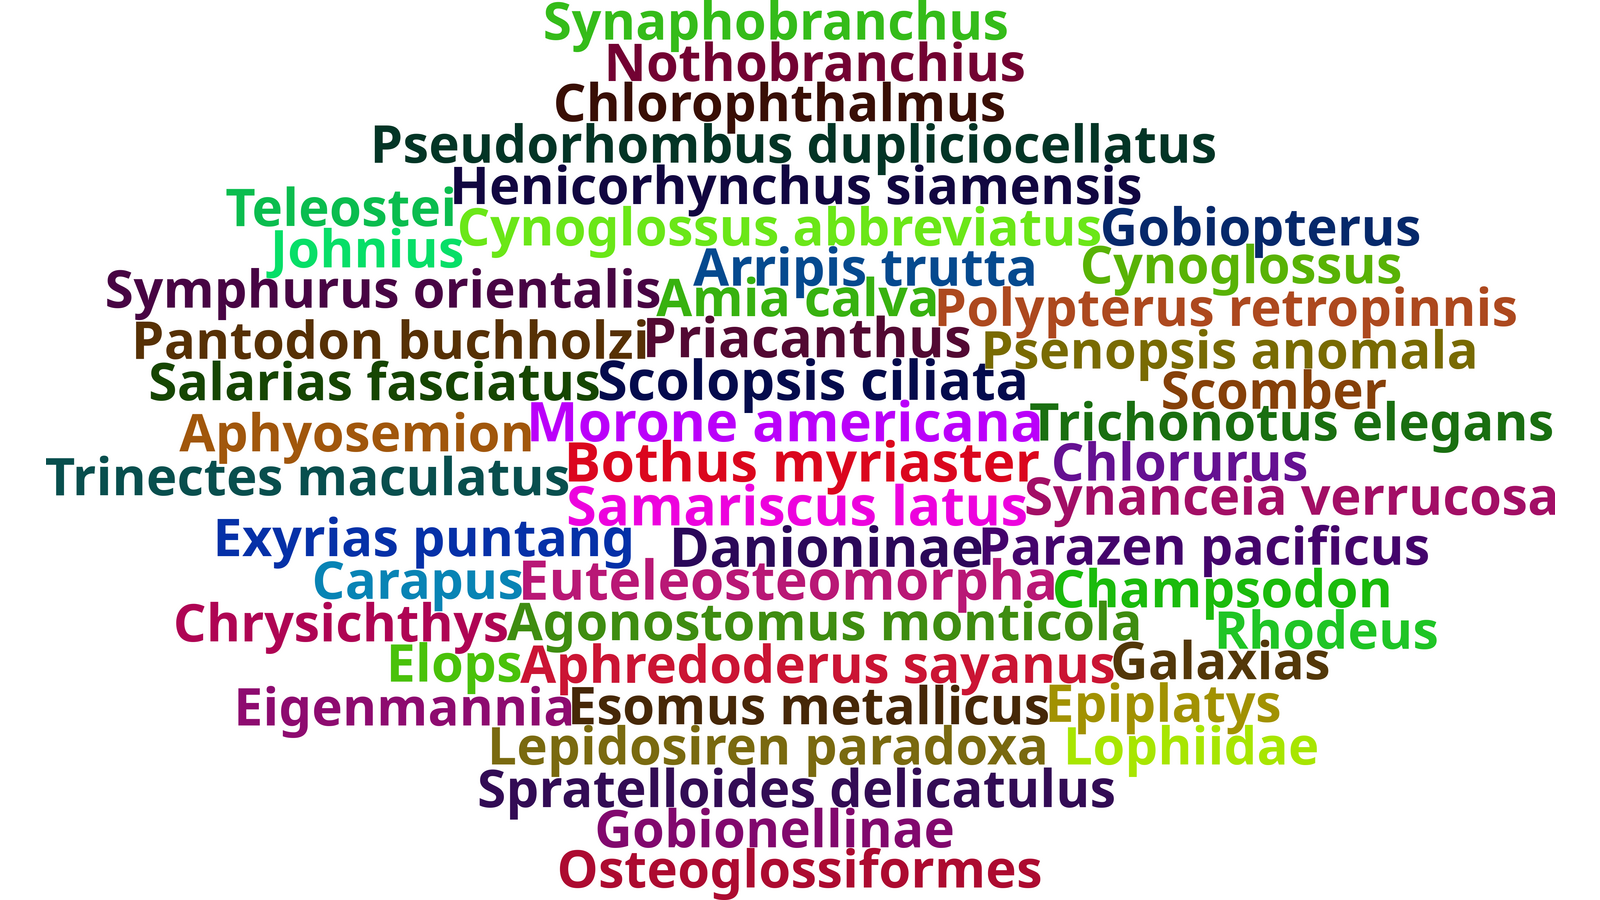 Synaphobranchus
Nothobranchius
Chlorophthalmus
Pseudorhombus dupliciocellatus
Henicorhynchus siamensis
Teleostei
Cynoglossus abbreviatus
Gobiopterus
Johnius
Arripis trutta
Cynoglossus
Symphurus orientalis
Amia calva
Polypterus retropinnis
Pantodon buchholzi
Priacanthus
Psenopsis anomala
Salarias fasciatus
Scolopsis ciliata
Scomber
Aphyosemion
Morone americana
Trichonotus elegans
Trinectes maculatus
Bothus myriaster
Chlorurus
Samariscus latus
Synanceia verrucosa
Exyrias puntang
Danioninae
Parazen pacificus
Carapus
Euteleosteomorpha
Champsodon
Chrysichthys
Agonostomus monticola
Rhodeus
Elops
Aphredoderus sayanus
Galaxias
Eigenmannia
Esomus metallicus
Epiplatys
Lepidosiren paradoxa
Lophiidae
Spratelloides delicatulus
Gobionellinae
Osteoglossiformes